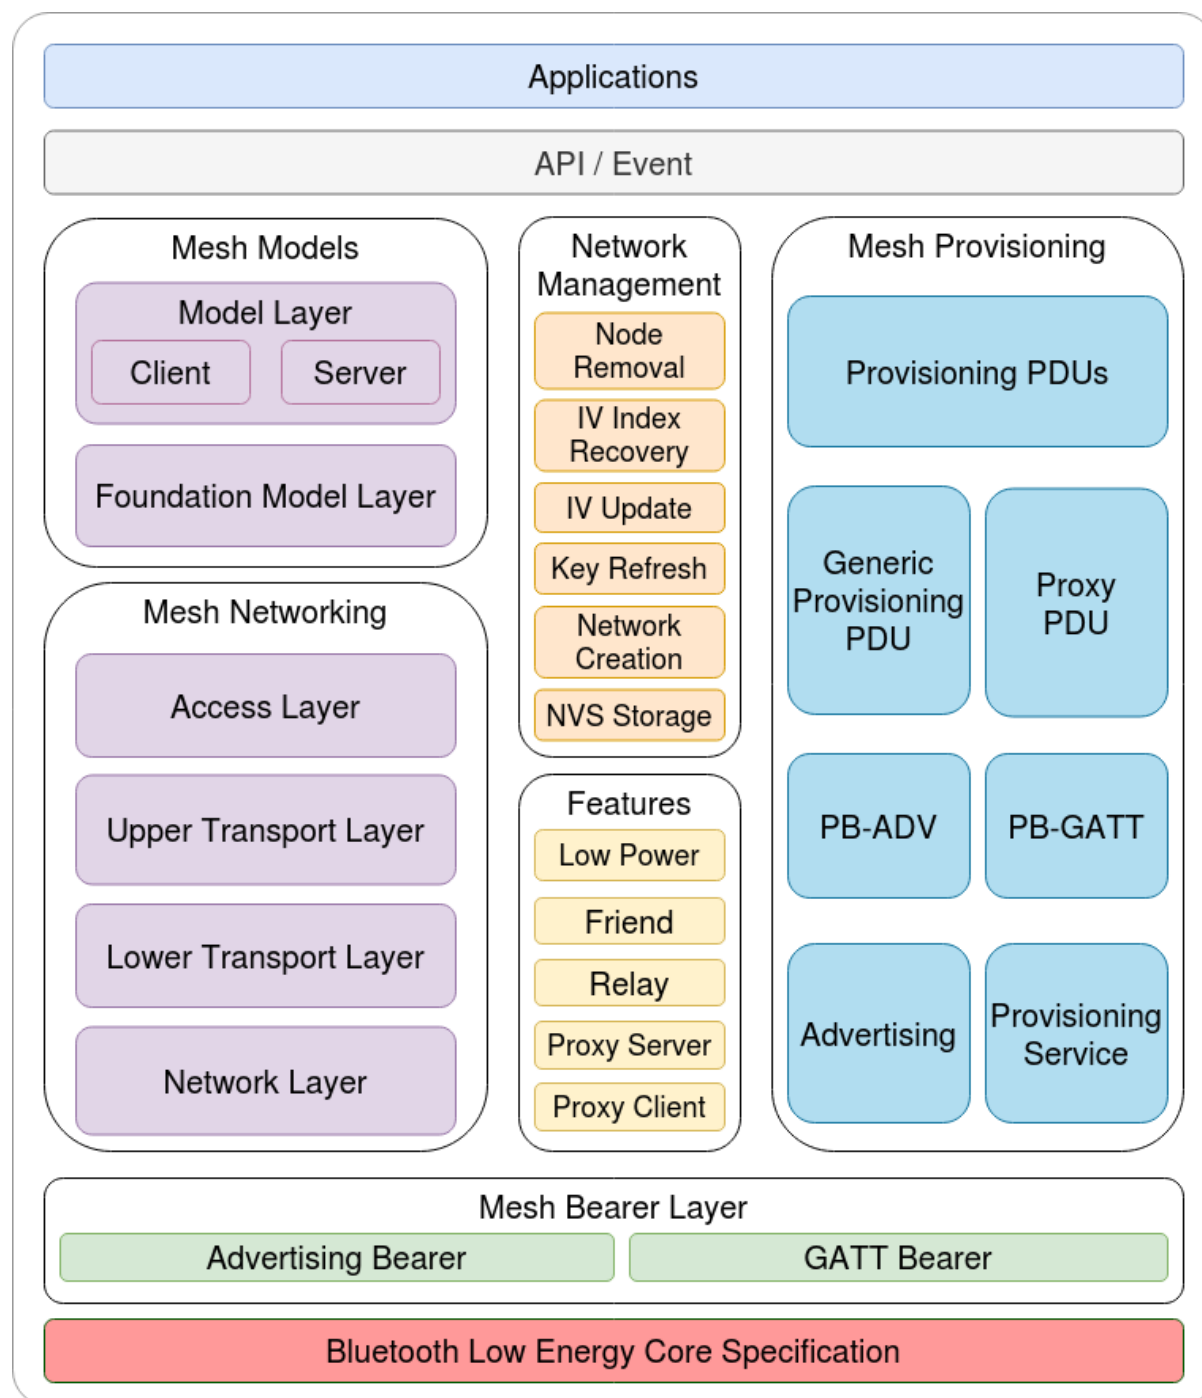 Applications
API / Event
Mesh Models
Model Layer
Client
Server
Foundation Model Layer
Mesh Networking
Access Layer
Upper Transport Layer
Lower Transport Layer
Network Layer
Network
Management
Node
Removal
IV Index
Recovery
IV Update
Key Refresh
Network
Creation
NVS Storage
Features
Low Power
Friend
Relay
Proxy Server
Proxy Client
Mesh Provisioning
Provisioning PDUs
Generic
Provisioning
PDU
Proxy
PDU
PB-ADV
PB-GATT
Advertising
Provisioning
Service
Mesh Bearer Layer
Advertising Bearer
GATT Bearer
Bluetooth Low Energy Core Specification